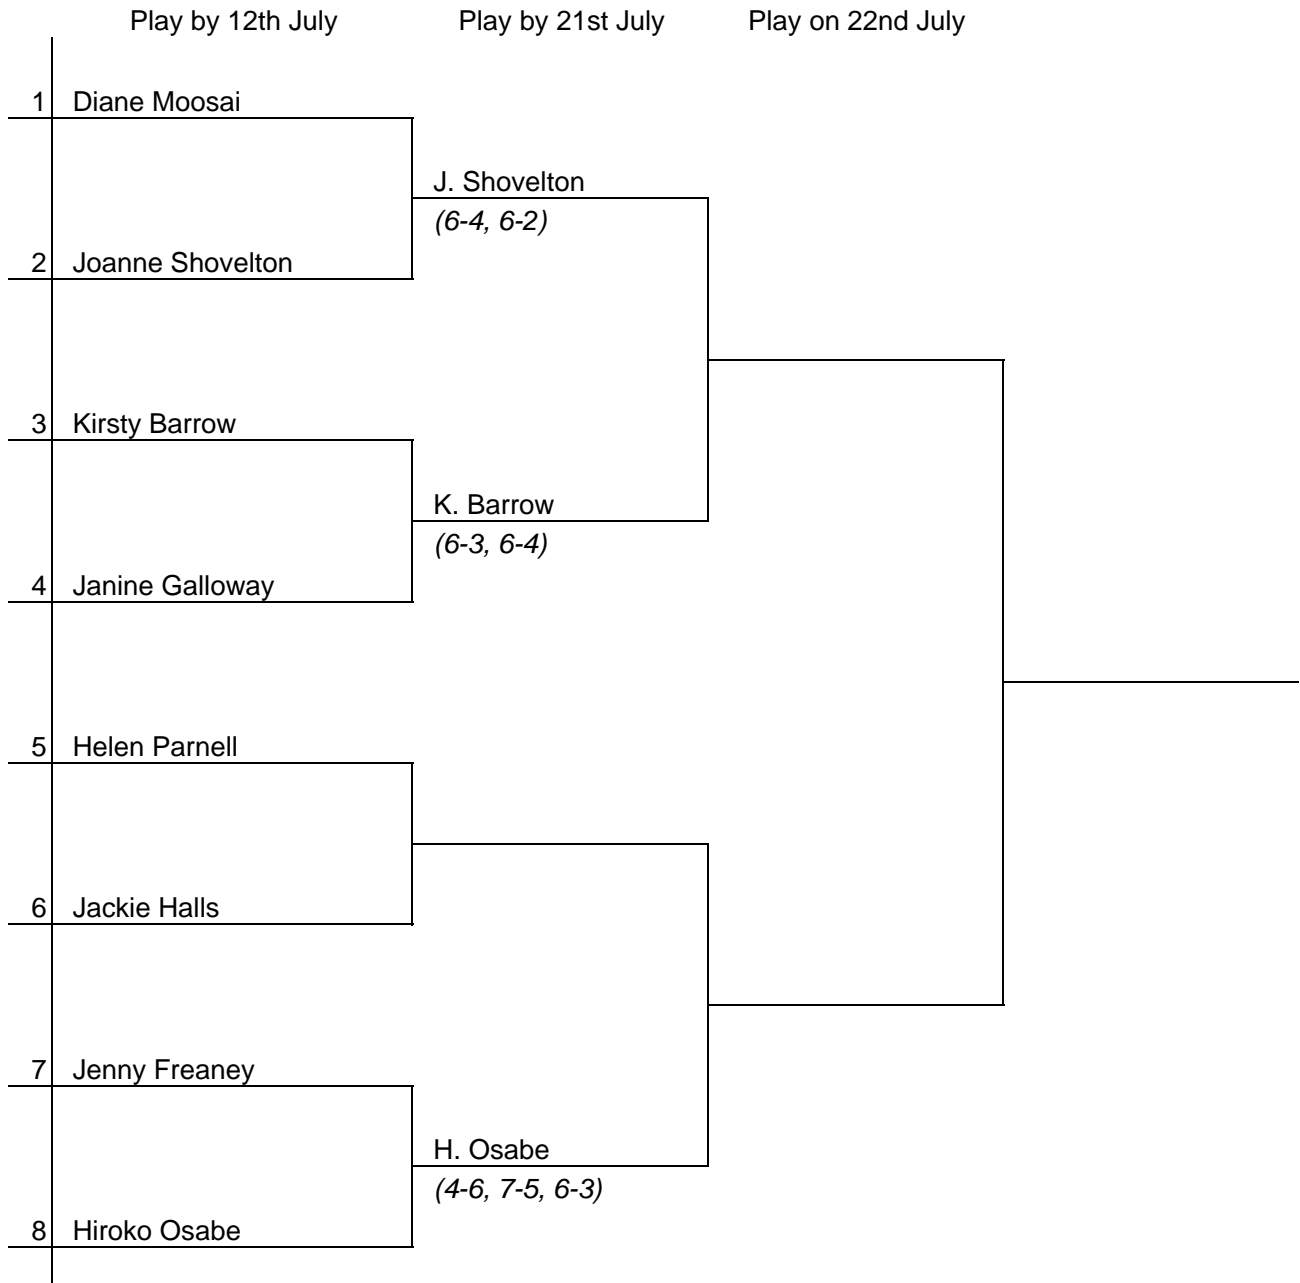 Play by 12th July Play by 21st July Play on 22nd July
1 Diane Moosai
J. Shovelton
(6-4, 6-2)
2 Joanne Shovelton
3 Kirsty Barrow
K. Barrow
(6-3, 6-4)
4 Janine Galloway
5 Helen Parnell
6 Jackie Halls
7 Jenny Freaney
H. Osabe
(4-6, 7-5, 6-3)
8 Hiroko Osabe